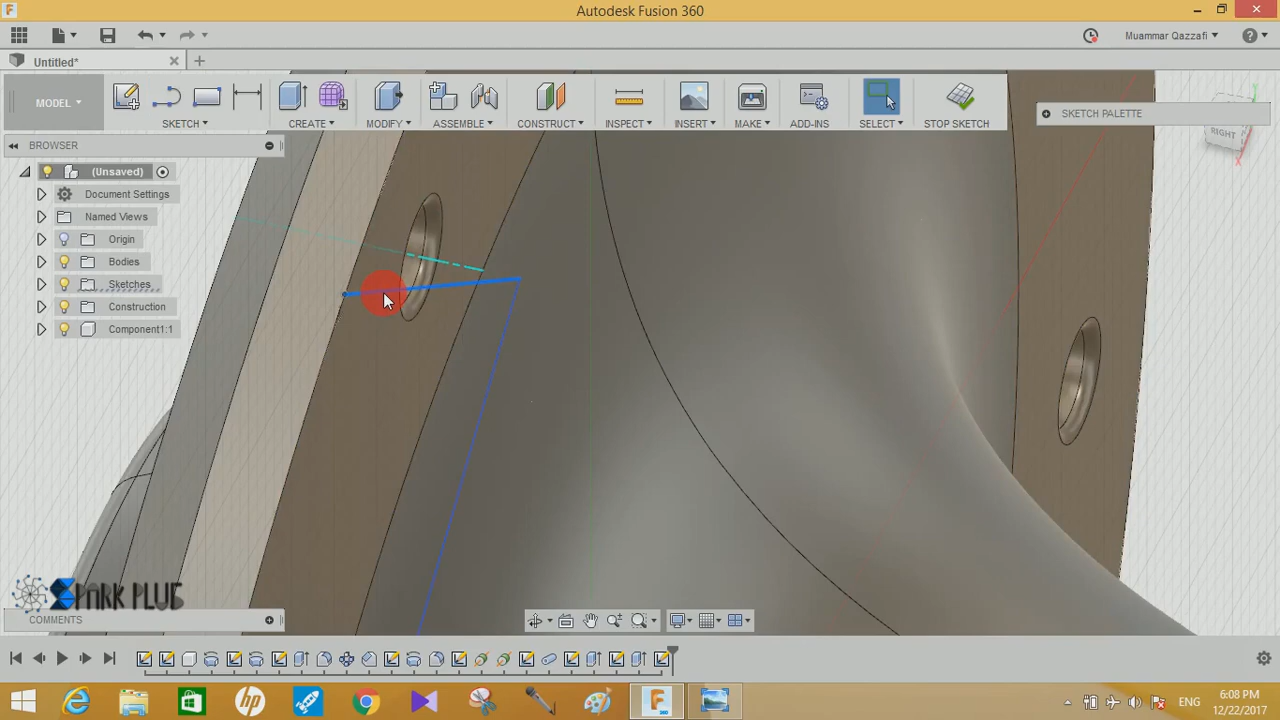 Autodesk Fusion 360
Muammar Qazzafi
Untitled*
MODEL
SKETCH
CREATE
MODIFY
ASSEMBLE
CONSTRUCT
INSPECT
INSERT
MAKE
ADD-INS
SELECT
STOP SKETCH
SKETCH PALETTE
RIGHT
BROWSER
(Unsaved)
Document Settings
Named Views
Origin
Bodies
Sketches
Construction
Component1:1
SPARK PLUG
COMMENTS
ENG
6:08 PM
12/22/2017